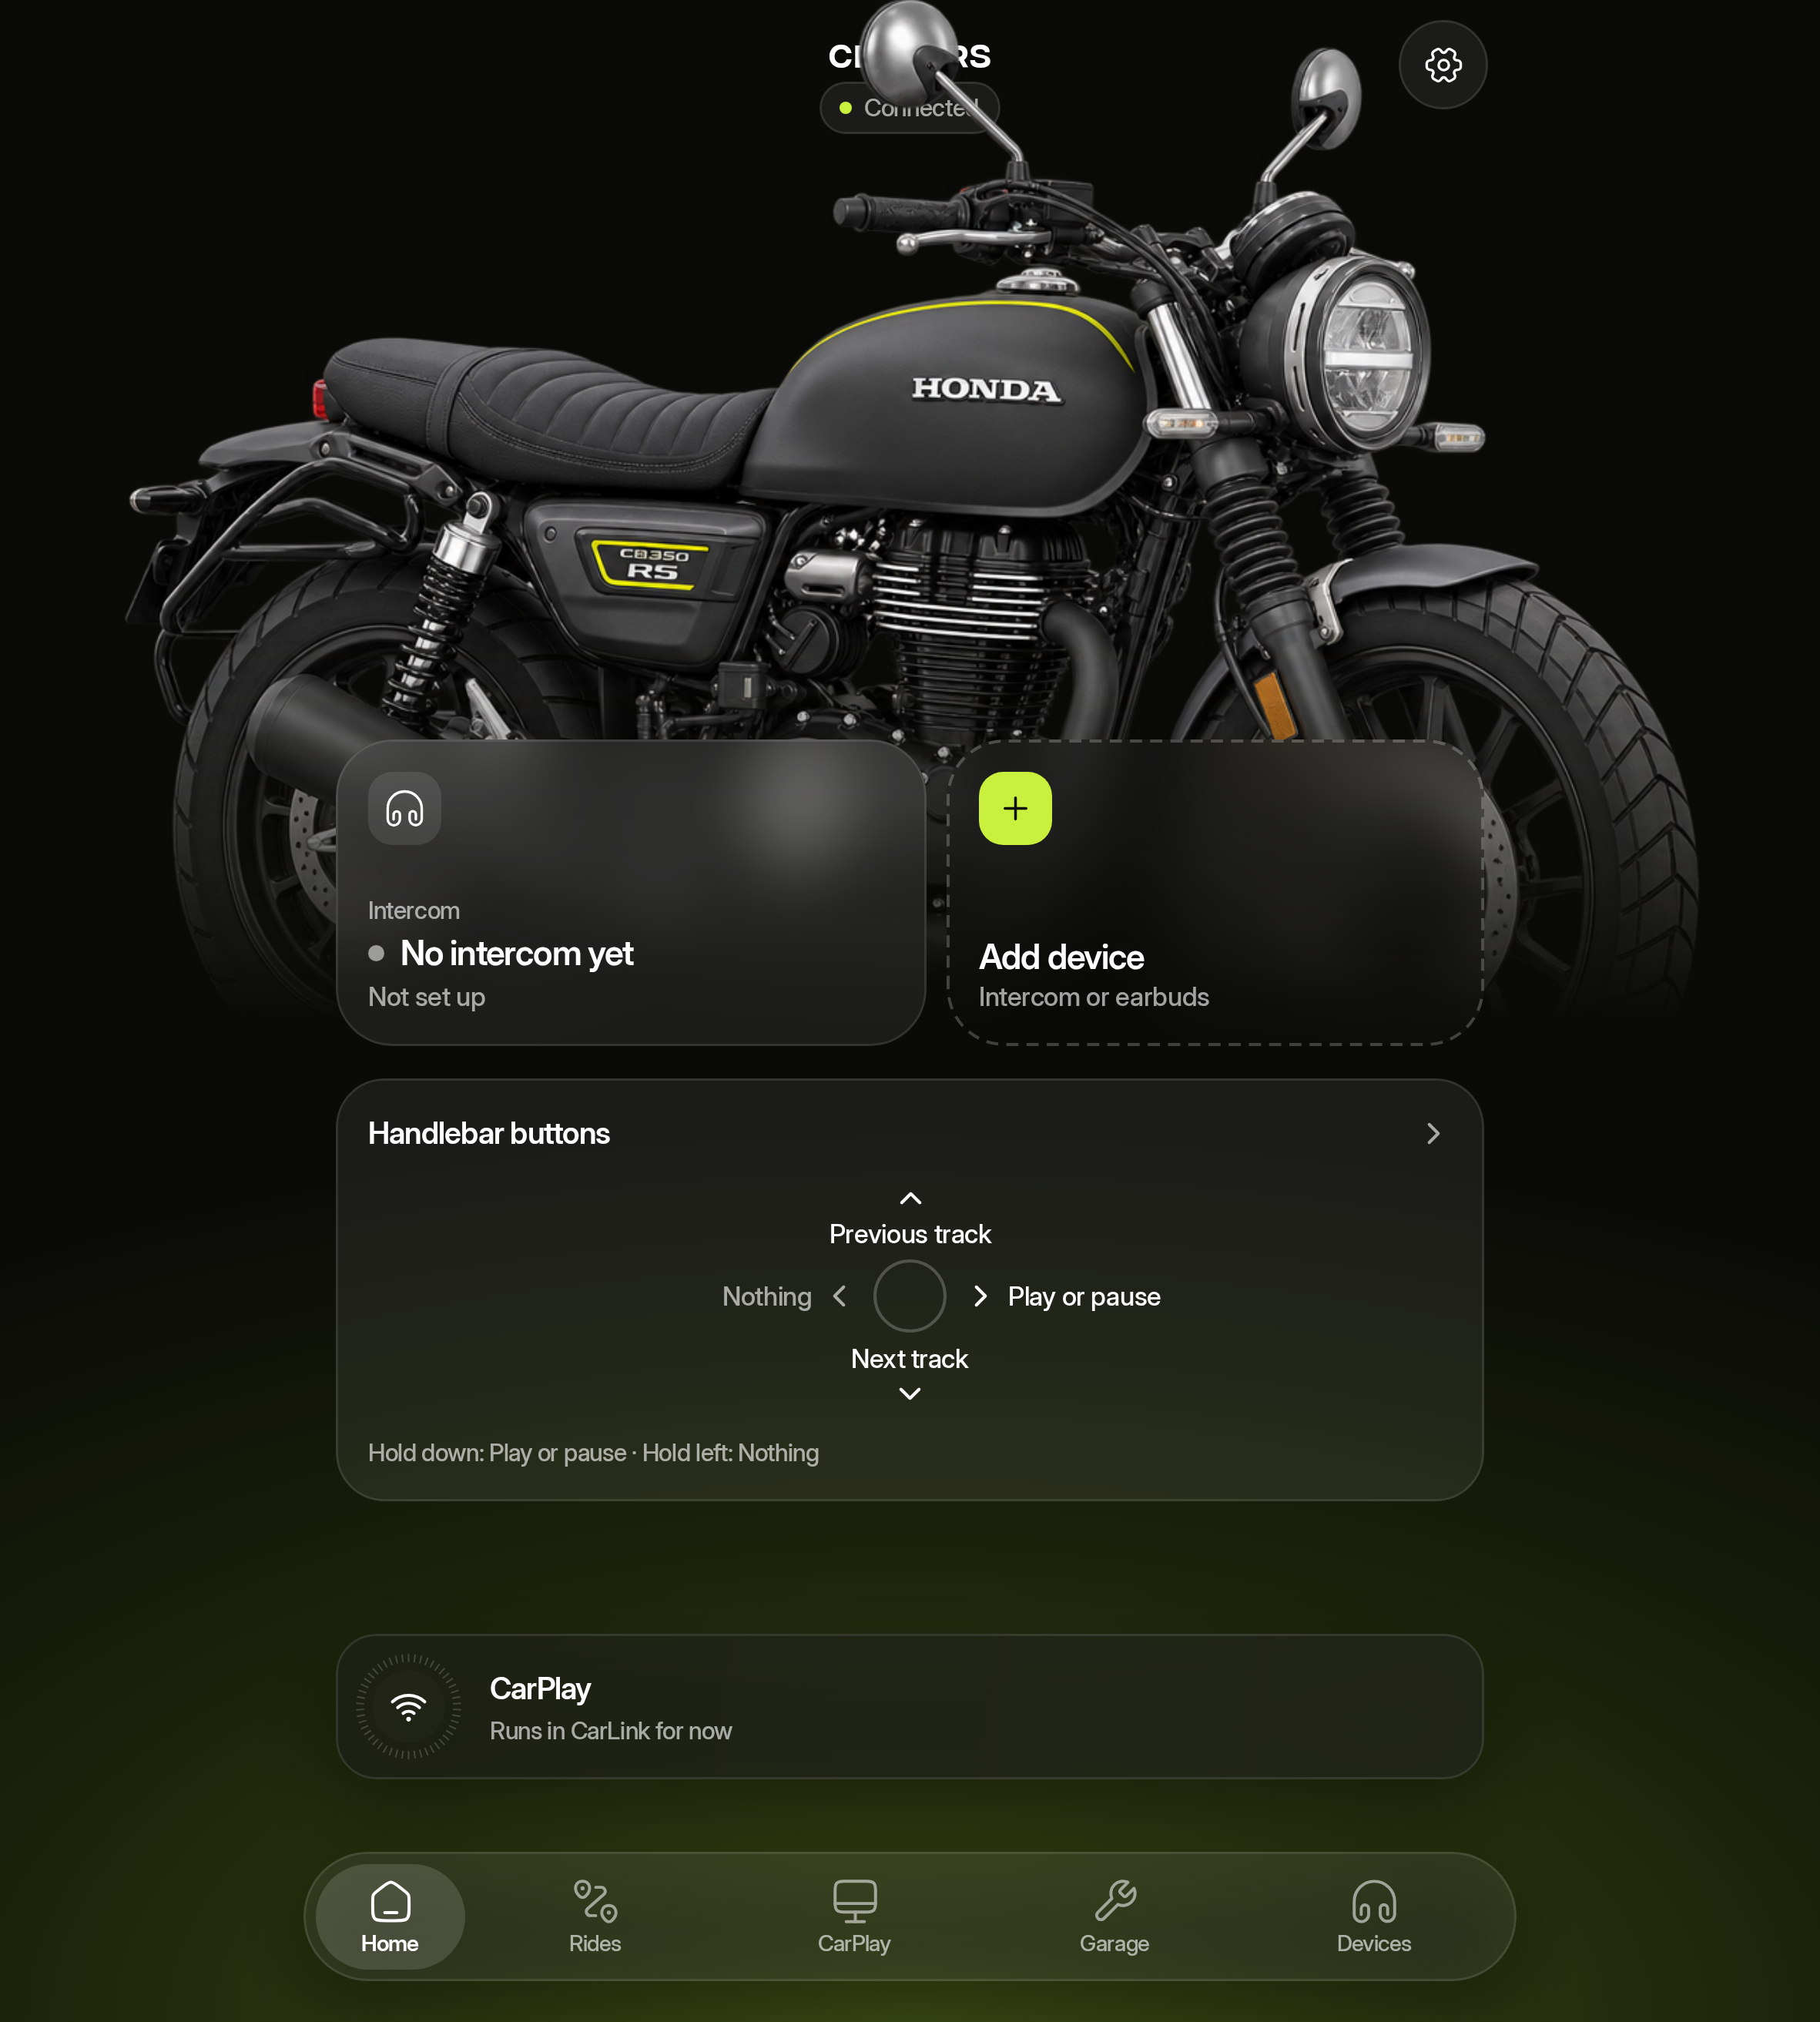 Connected
HONDA
CB350
RS
Intercom
No intercom yet
Not set up
Add device
Intercom or earbuds
Handlebar buttons
Previous track
Nothing
Play or pause
Next track
Hold down: Play or pause · Hold left: Nothing
CarPlay
Runs in CarLink for now
Home
Rides
CarPlay
Garage
Devices